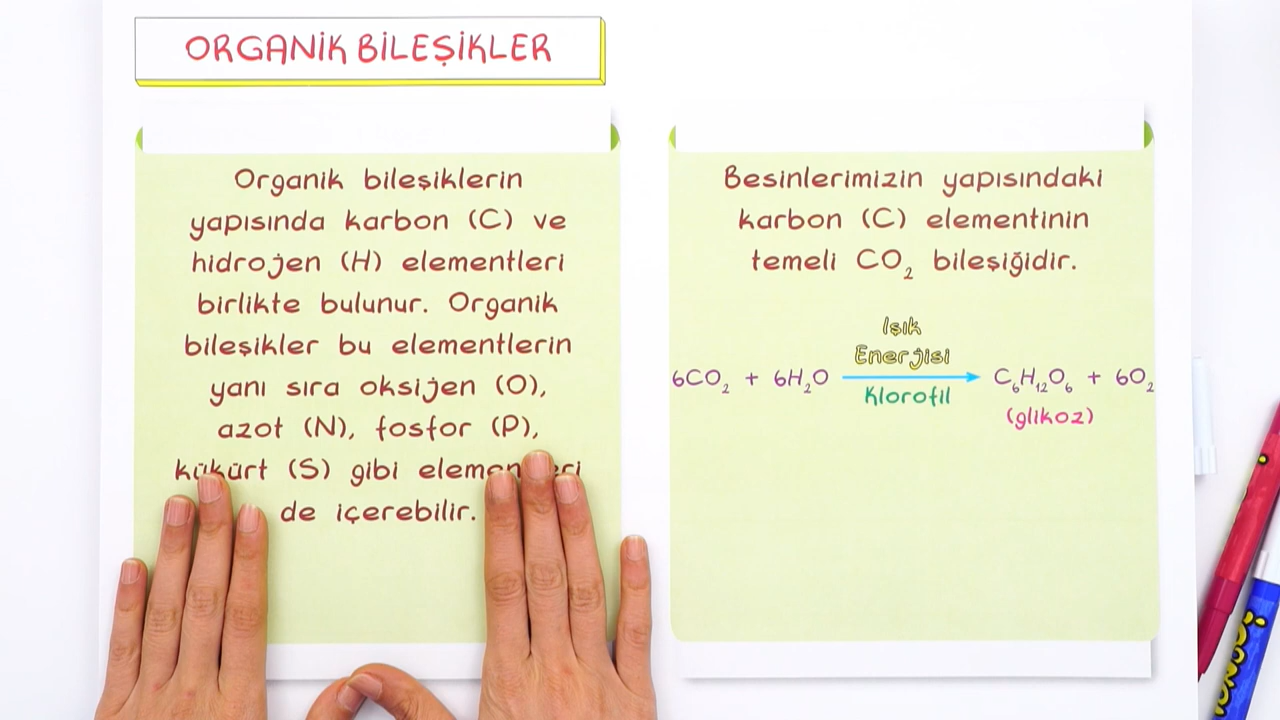 ORGANİK BİLEŞİKLER
Organik bileşiklerin
yapısında karbon (C) ve
hidrojen (H) elementleri
birlikte bulunur. Organik
bileşikler bu elementlerin
yanı sıra oksijen (O),
azot (N), fosfor (P),
kükürt (S) gibi elementleri
de içerebilir.
Besinlerimizin yapısındaki
karbon (C) elementinin
temeli CO₂ bileşiğidir.
Işık
Enerjisi
6CO₂ + 6H₂O → C₆H₁₂O₆ + 6O₂
Klorofil
(glikoz)